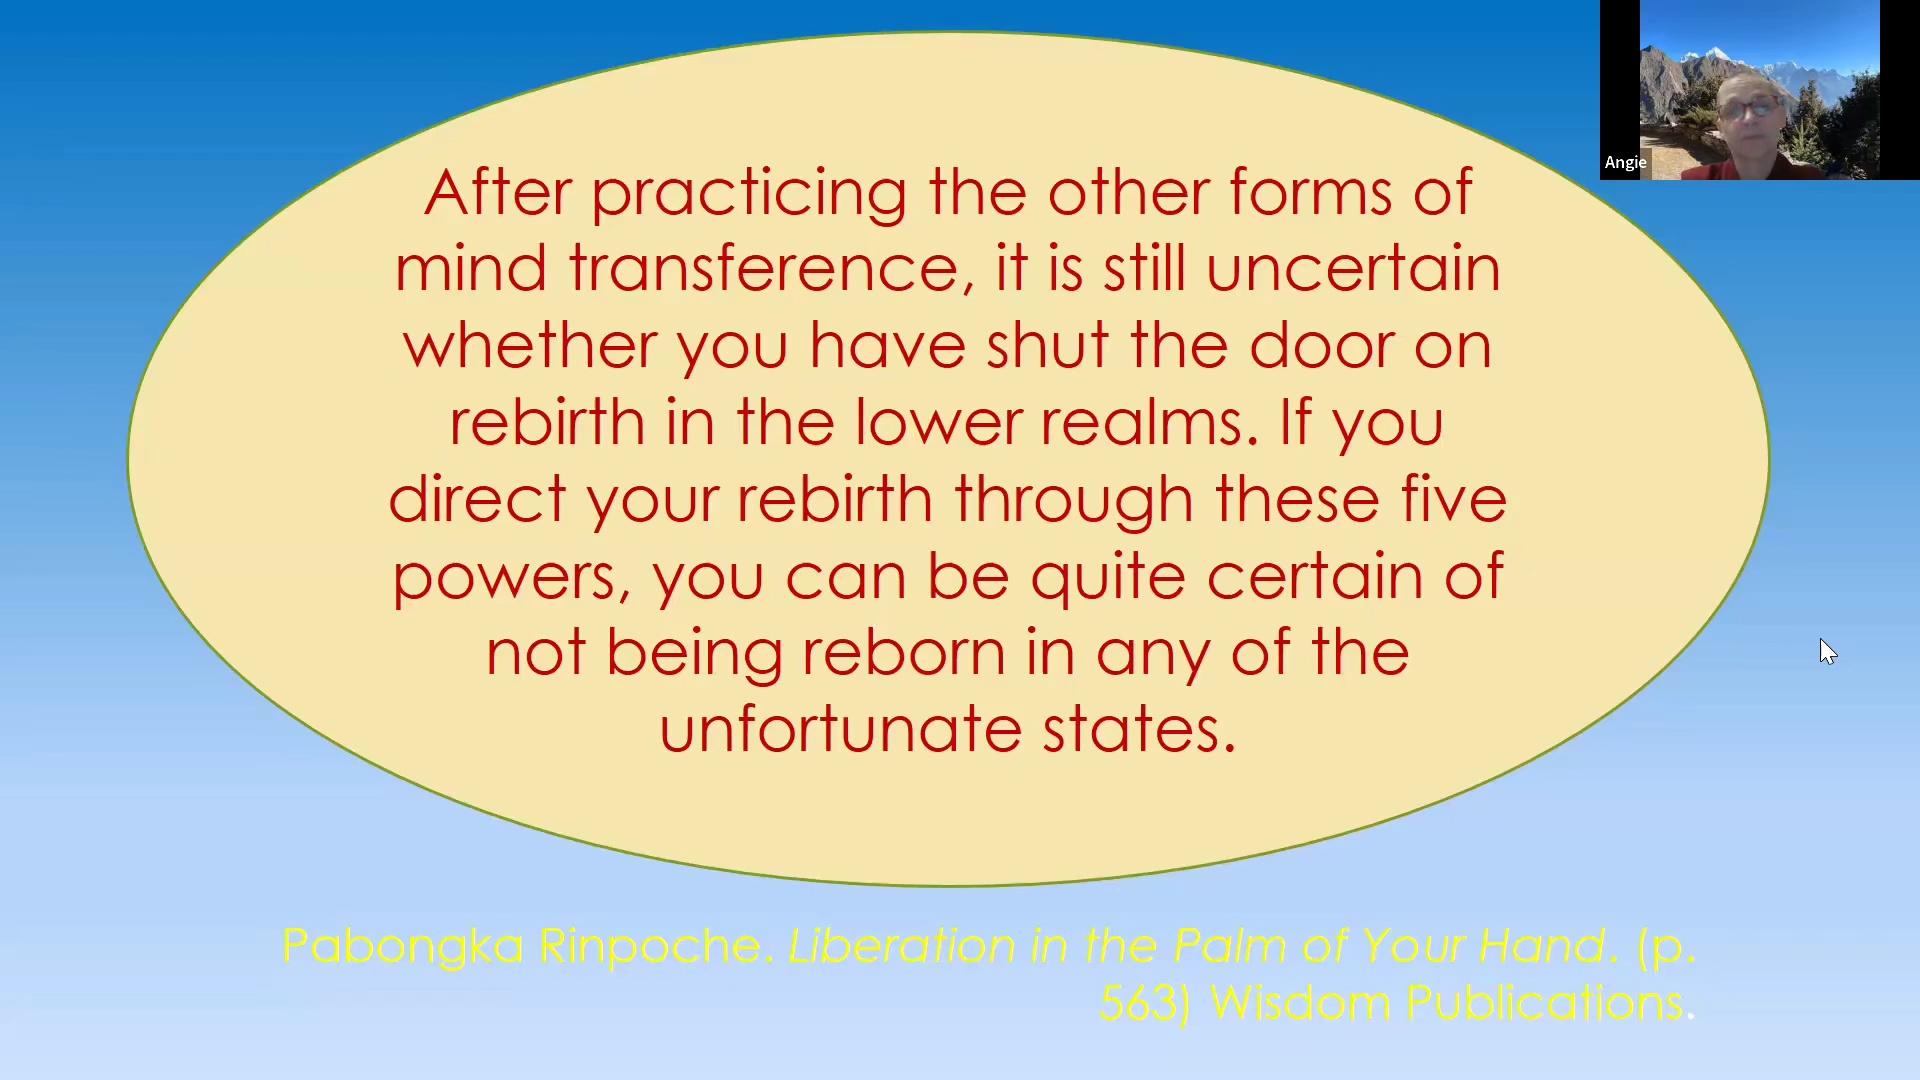 After practicing the other forms of
mind transference, it is still uncertain
whether you have shut the door on
rebirth in the lower realms. If you
direct your rebirth through these five
powers, you can be quite certain of
not being reborn in any of the
unfortunate states.
Pabongka Rinpoche. Liberation in the Palm of Your Hand. (p.
563) Wisdom Publications.
Angie